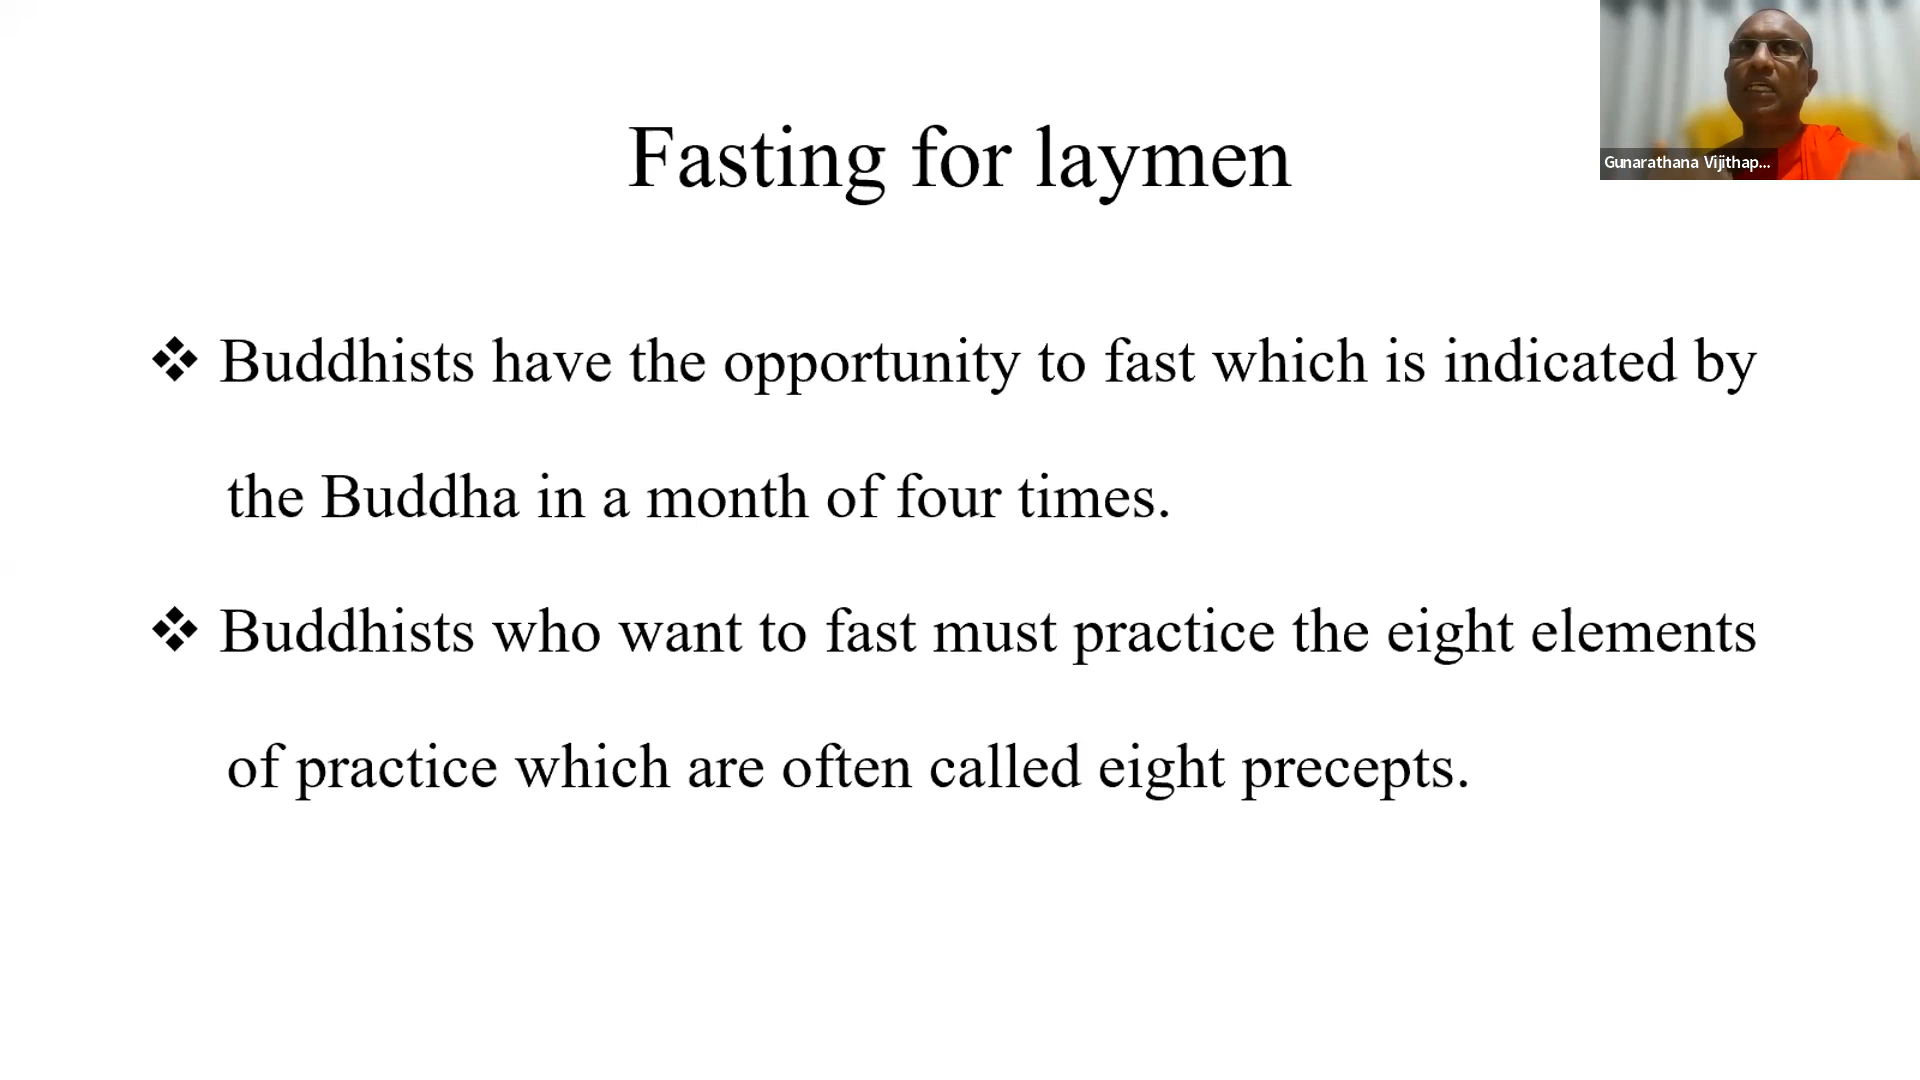 Fasting for laymen
Gunarathana Vijithap...
❖ Buddhists have the opportunity to fast which is indicated by
the Buddha in a month of four times.
❖ Buddhists who want to fast must practice the eight elements
of practice which are often called eight precepts.